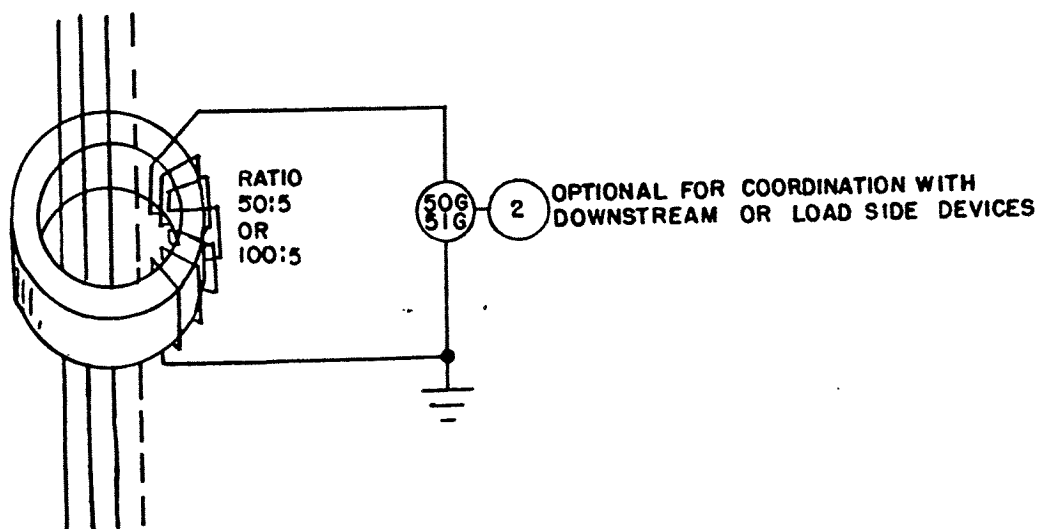 RATIO
50:5
OR
100:5
50G
51G
2
OPTIONAL FOR COORDINATION WITH
DOWNSTREAM OR LOAD SIDE DEVICES